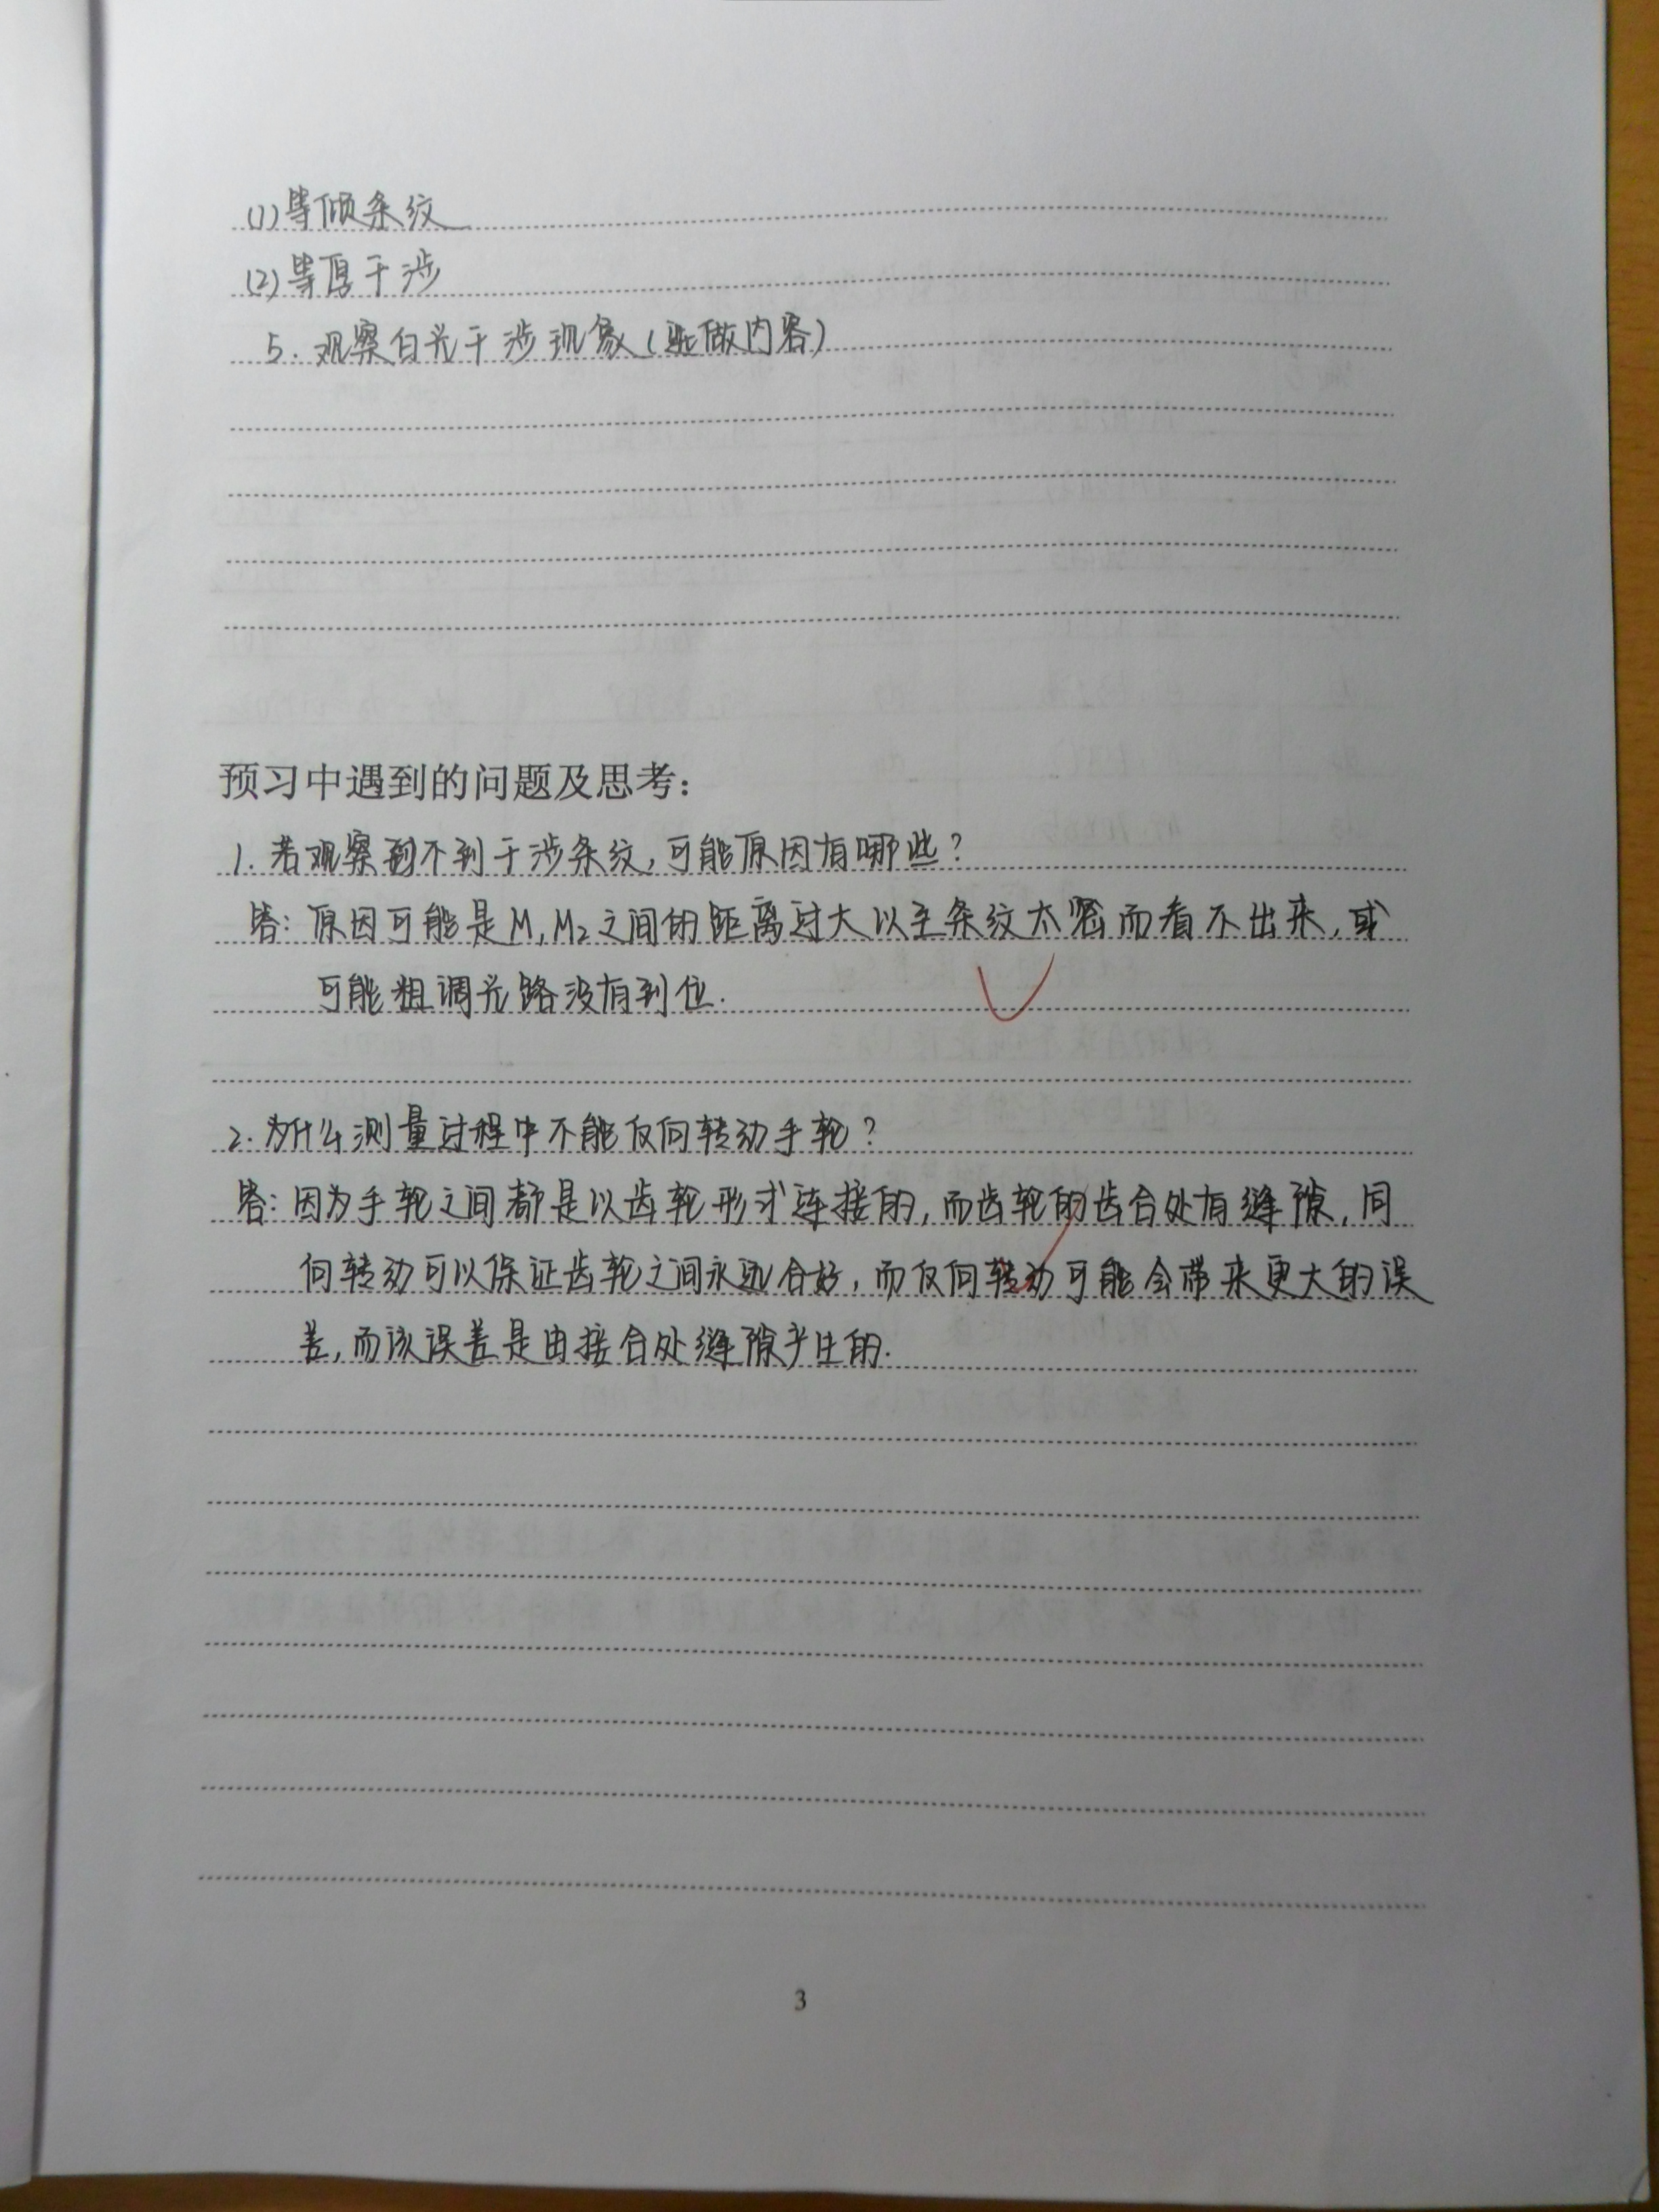 (1)等倾条纹
(2)等厚干涉
5.观察白光干涉现象(选做内容)
预习中遇到的问题及思考:
1.若观察到不到干涉条纹,可能原因有哪些?
答:原因可能是M1,M2之间的距离过大以至条纹太密而看不出来,或
可能粗调光路没有到位.
2.为什么测量过程中不能反向转动手轮?
答:因为手轮之间都是以齿轮形式连接的,而齿轮的齿合处有缝隙,同
向转动可以保证齿轮之间永远合好,而反向转动可能会带来更大的误
差,而该误差是由接合处缝隙产生的.
3